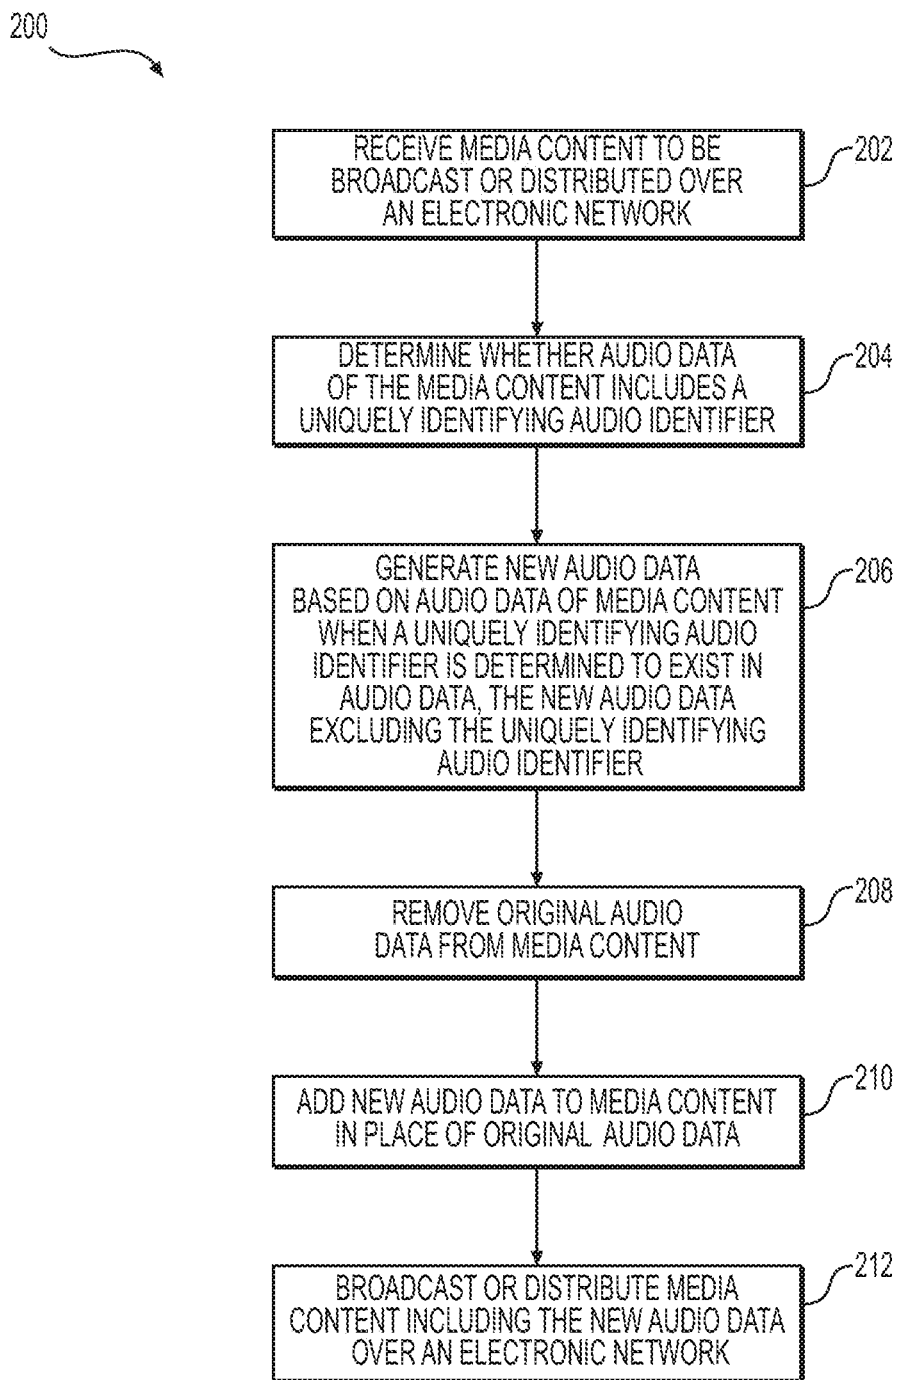 200
RECEIVE MEDIA CONTENT TO BE
BROADCAST OR DISTRIBUTED OVER
AN ELECTRONIC NETWORK
202
DETERMINE WHETHER AUDIO DATA
OF THE MEDIA CONTENT INCLUDES A
UNIQUELY IDENTIFYING AUDIO IDENTIFIER
204
GENERATE NEW AUDIO DATA
BASED ON AUDIO DATA OF MEDIA CONTENT
WHEN A UNIQUELY IDENTIFYING AUDIO
IDENTIFIER IS DETERMINED TO EXIST IN
AUDIO DATA, THE NEW AUDIO DATA
EXCLUDING THE UNIQUELY IDENTIFYING
AUDIO IDENTIFIER
206
REMOVE ORIGINAL AUDIO
DATA FROM MEDIA CONTENT
208
ADD NEW AUDIO DATA TO MEDIA CONTENT
IN PLACE OF ORIGINAL AUDIO DATA
210
BROADCAST OR DISTRIBUTE MEDIA
CONTENT INCLUDING THE NEW AUDIO DATA
OVER AN ELECTRONIC NETWORK
212